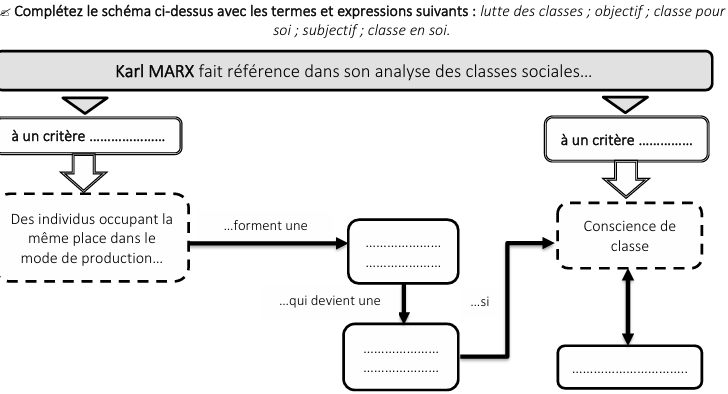 ✍ Complétez le schéma ci-dessus avec les termes et expressions suivants : lutte des classes ; objectif ; classe pour
soi ; subjectif ; classe en soi.
Karl MARX fait référence dans son analyse des classes sociales...
à un critère .....................
à un critère ...............
Des individus occupant la
même place dans le
mode de production...
...forment une
.....................
.....................
Conscience de
classe
...qui devient une
...si
.....................
.....................
................................